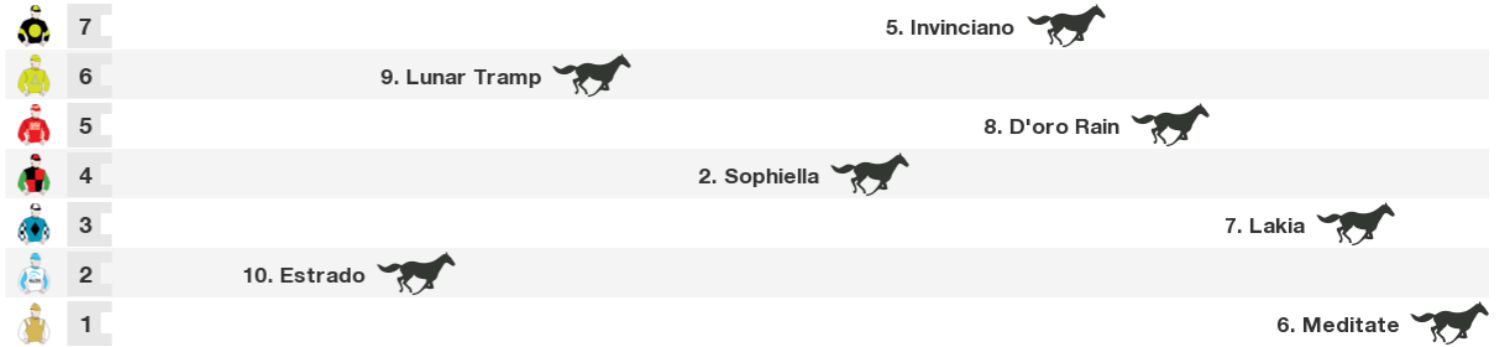 7 5. Invinciano
6 9. Lunar Tramp
5 8. D'oro Rain
4 2. Sophiella
3 7. Lakia
2 10. Estrado
1 6. Meditate